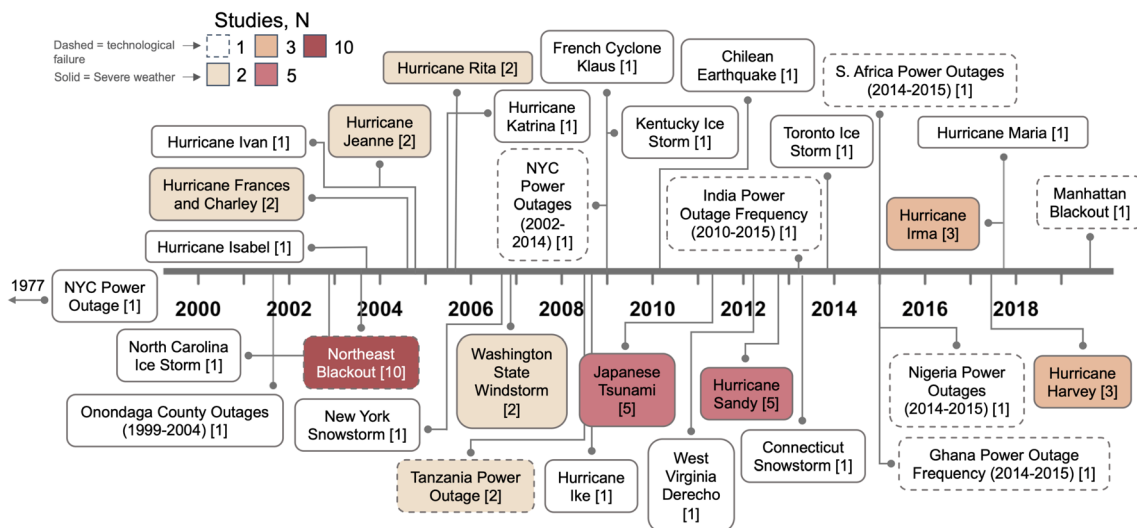 Studies, N
Dashed = technological
failure
1
3
10
Solid = Severe weather
2
5
Hurricane Rita [2]
French Cyclone
Klaus [1]
Chilean
Earthquake [1]
S. Africa Power Outages
(2014-2015) [1]
Hurricane Ivan [1]
Hurricane
Jeanne [2]
Hurricane
Katrina [1]
Kentucky Ice
Storm [1]
Toronto Ice
Storm [1]
Hurricane Maria [1]
Hurricane Frances
and Charley [2]
NYC
Power
Outages
(2002-
2014) [1]
India Power
Outage Frequency
(2010-2015) [1]
Hurricane
Irma [3]
Manhattan
Blackout [1]
Hurricane Isabel [1]
1977
NYC Power
Outage [1]
2000
2002
2004
2006
2008
2010
2012
2014
2016
2018
North Carolina
Ice Storm [1]
Northeast
Blackout [10]
Washington
State
Windstorm
[2]
Japanese
Tsunami
[5]
Hurricane
Sandy [5]
Nigeria Power
Outages
(2014-2015) [1]
Hurricane
Harvey [3]
Onondaga County Outages
(1999-2004) [1]
New York
Snowstorm [1]
Tanzania Power
Outage [2]
Hurricane
Ike [1]
West
Virginia
Derecho
[1]
Connecticut
Snowstorm [1]
Ghana Power Outage
Frequency (2014-2015) [1]